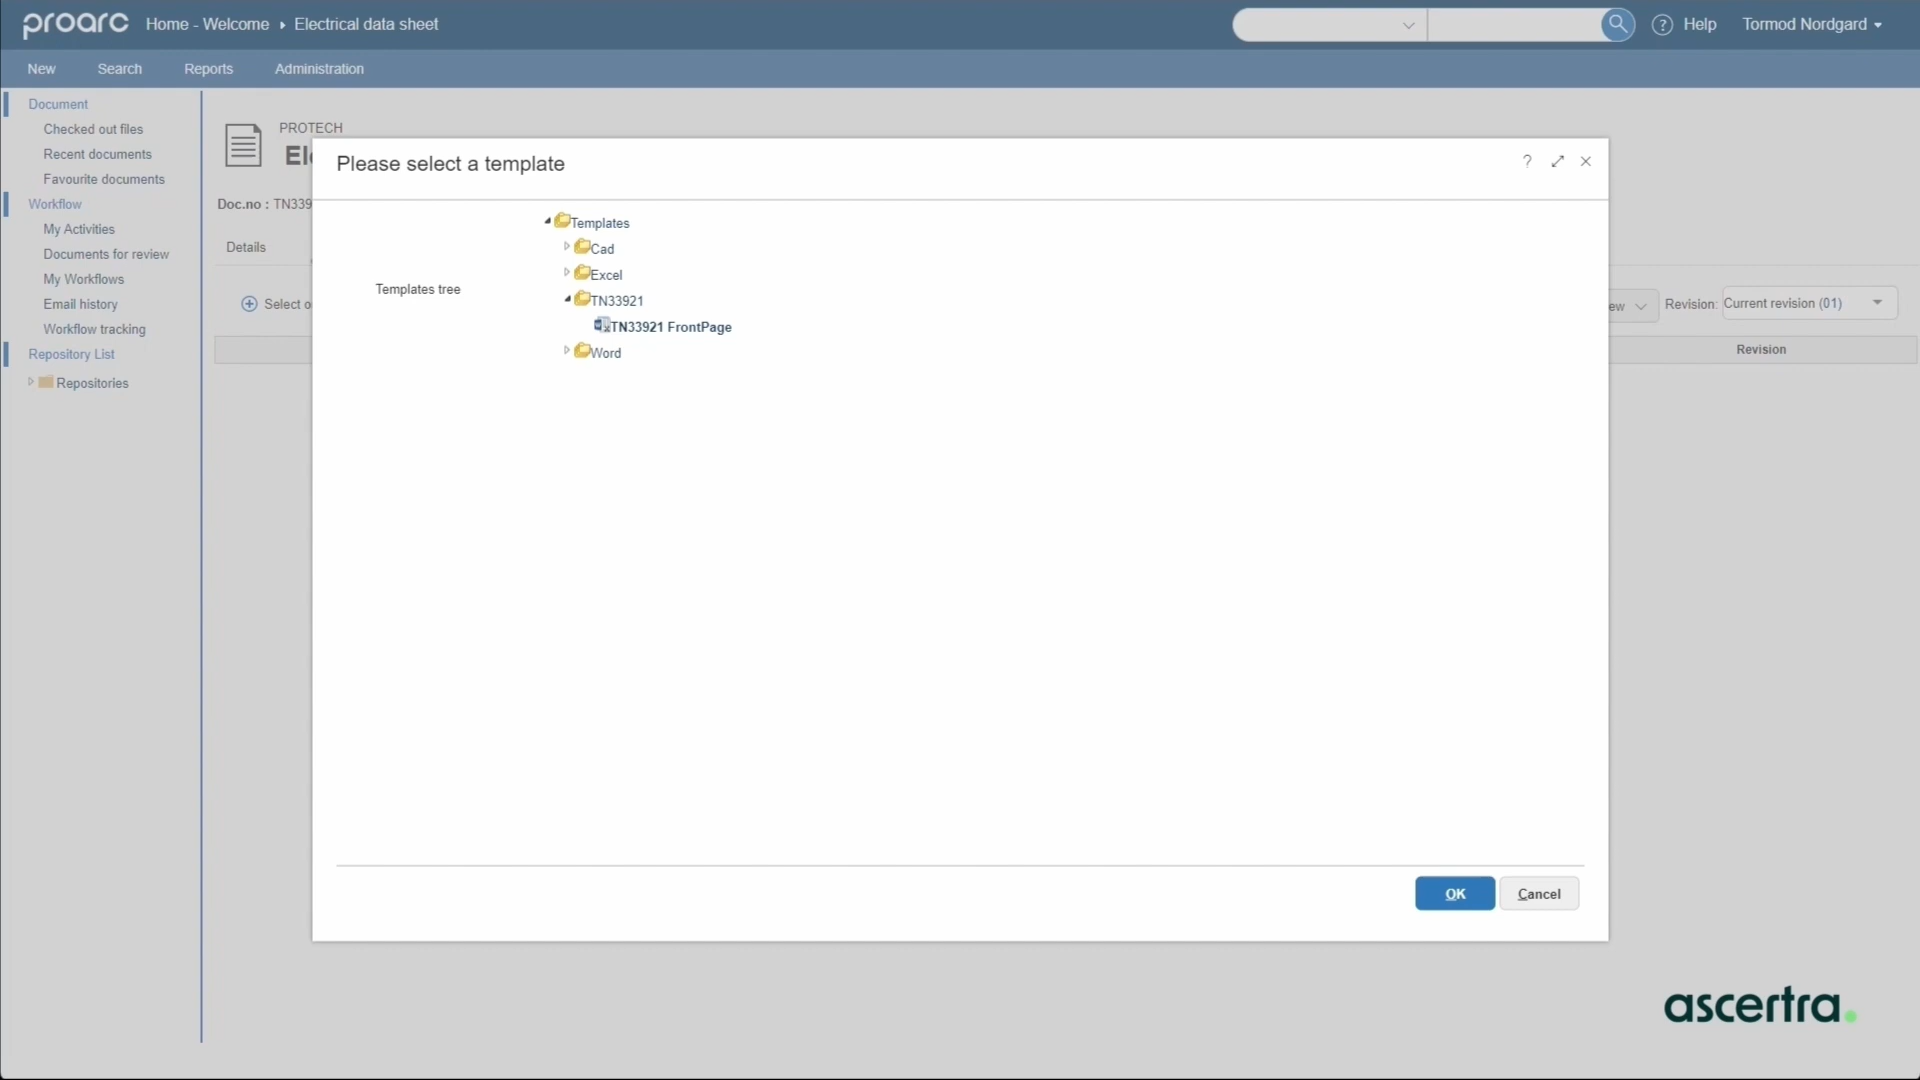 proarc Home - Welcome Electrical data sheet Help Tormod Nordgard
New Search Reports Administration
Document
Checked out files
Recent documents
Favourite documents
Workflow
My Activities
Documents for review
My Workflows
Email history
Workflow tracking
Repository List
Repositories
PROTECH
Doc.no : TN339
Details
Select o
Please select a template
?
Templates tree
Templates
Cad
Excel
TN33921
TN33921 FrontPage
Word
OK Cancel
ew Revision: Current revision (01)
Revision
ascertra.